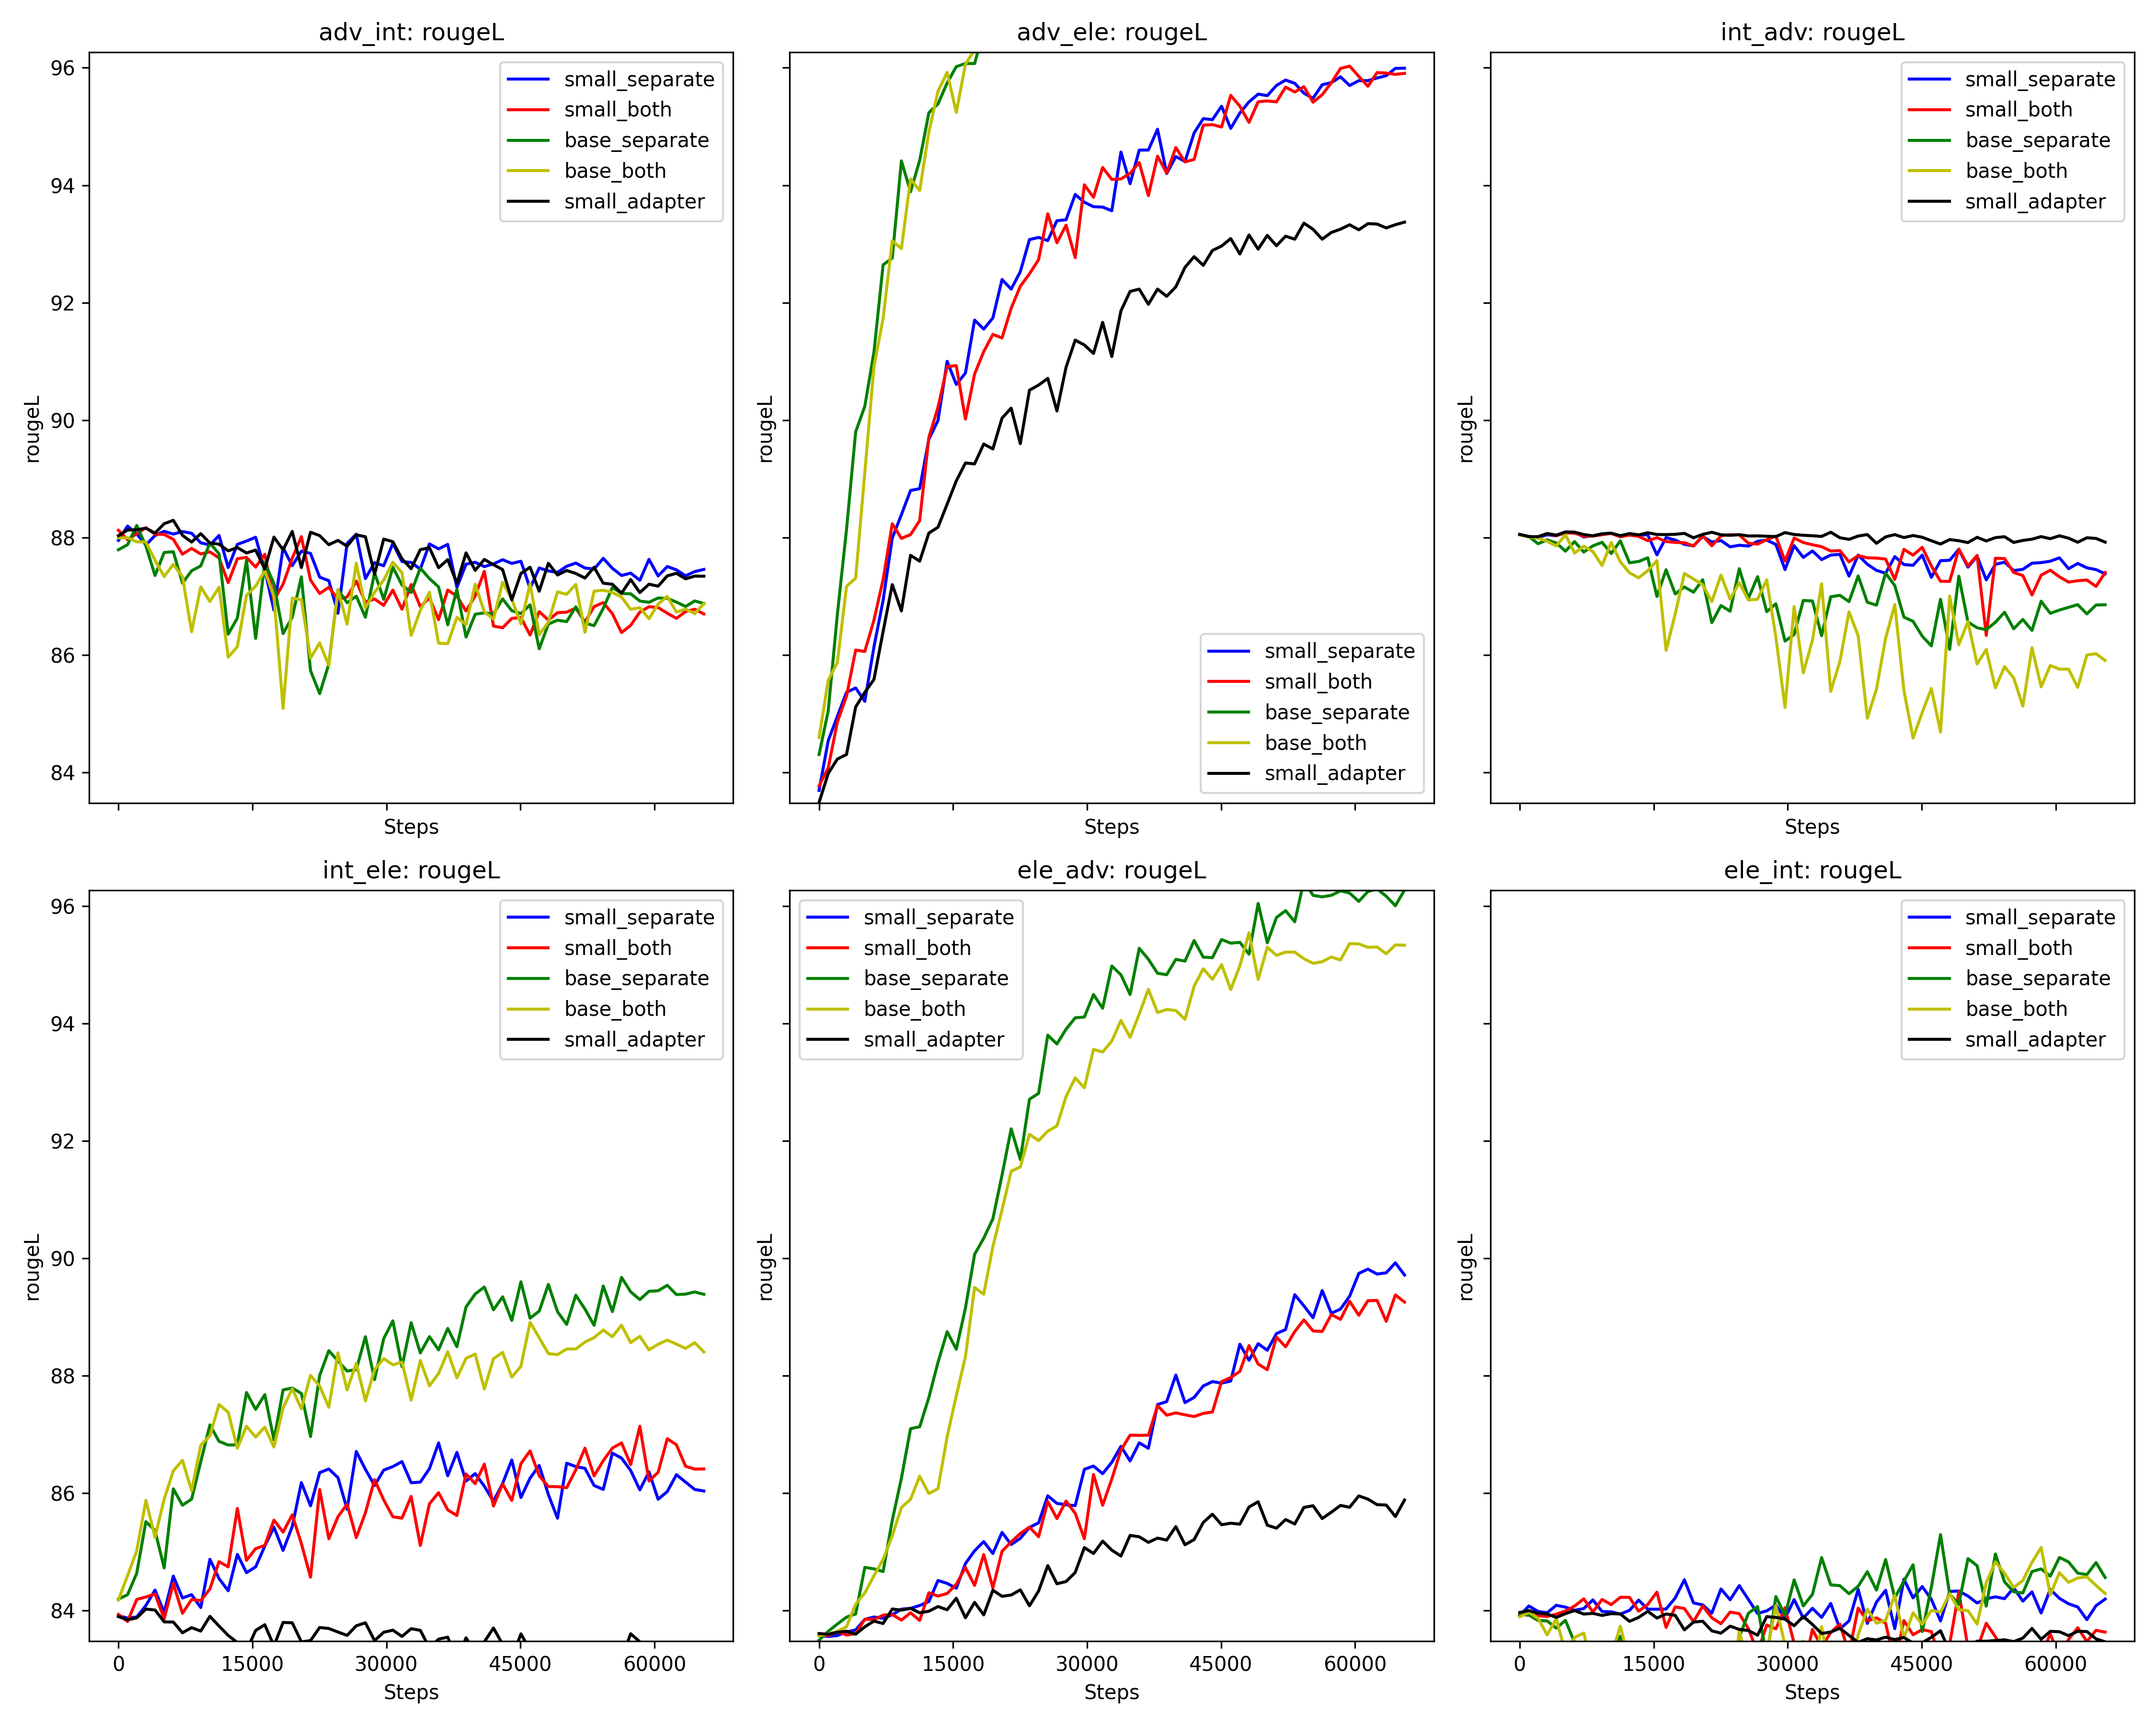 adv_int: rougeL
96
94
92
90
88
86
84
rougeL
Steps
small_separate
small_both
base_separate
base_both
small_adapter
adv_ele: rougeL
rougeL
Steps
small_separate
small_both
base_separate
base_both
small_adapter
int_adv: rougeL
rougeL
Steps
small_separate
small_both
base_separate
base_both
small_adapter
int_ele: rougeL
96
94
92
90
88
86
84
rougeL
0 15000 30000 45000 60000
Steps
small_separate
small_both
base_separate
base_both
small_adapter
ele_adv: rougeL
rougeL
0 15000 30000 45000 60000
Steps
small_separate
small_both
base_separate
base_both
small_adapter
ele_int: rougeL
rougeL
0 15000 30000 45000 60000
Steps
small_separate
small_both
base_separate
base_both
small_adapter